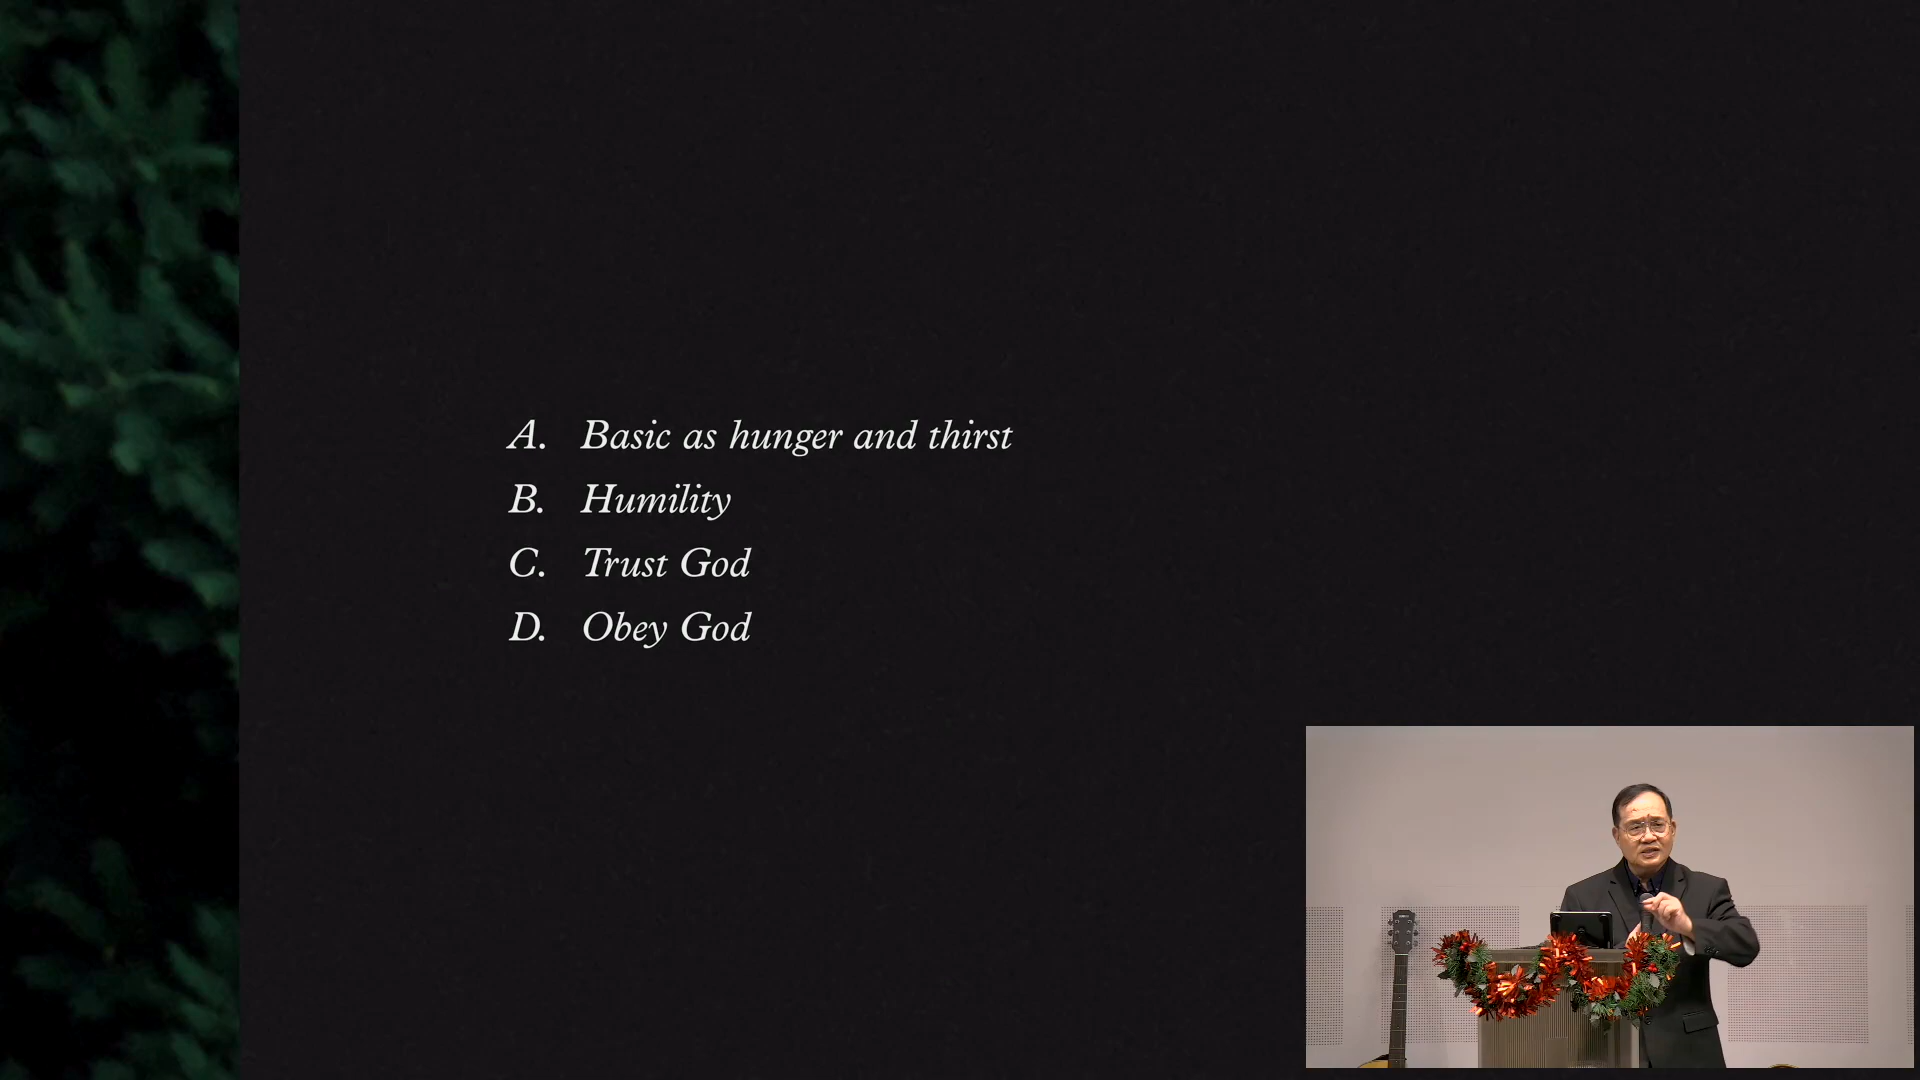 A. Basic as hunger and thirst
B. Humility
C. Trust God
D. Obey God